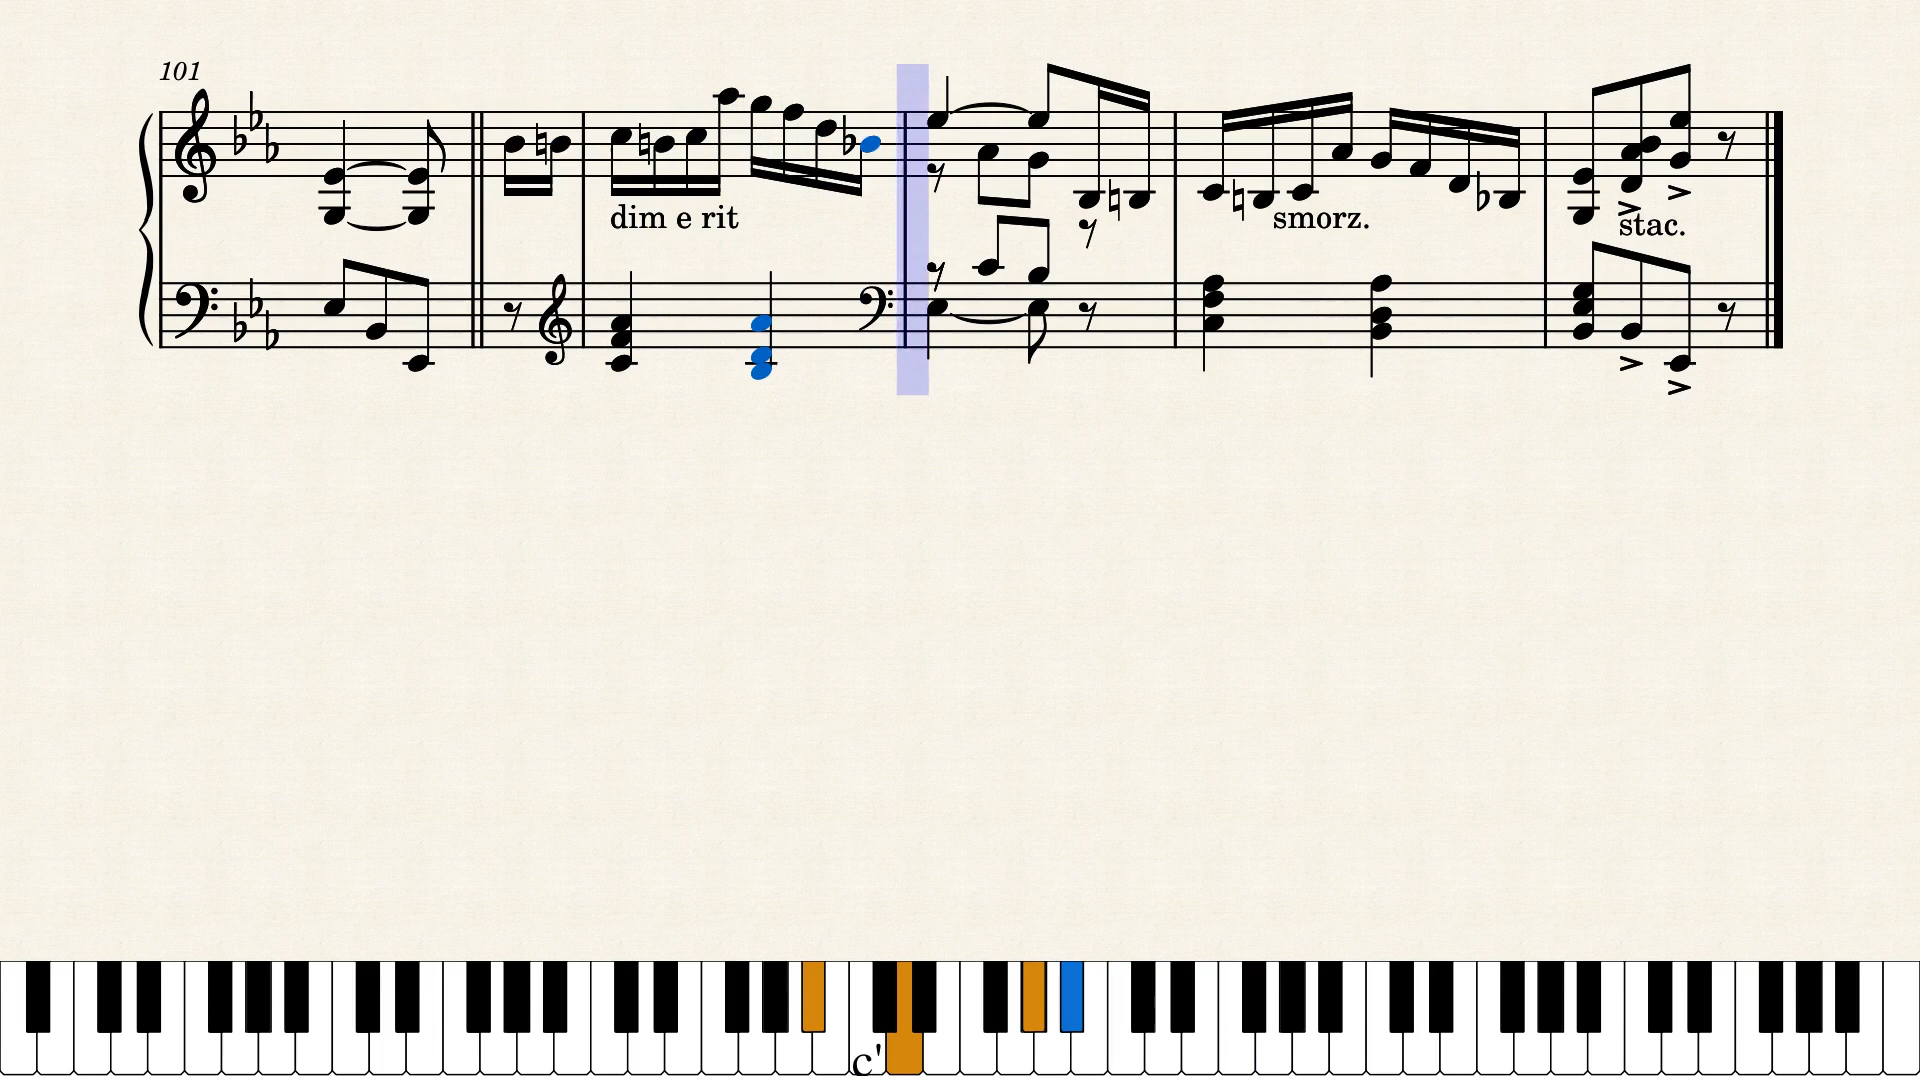 101
dim e rit
smorz.
stac.
c'